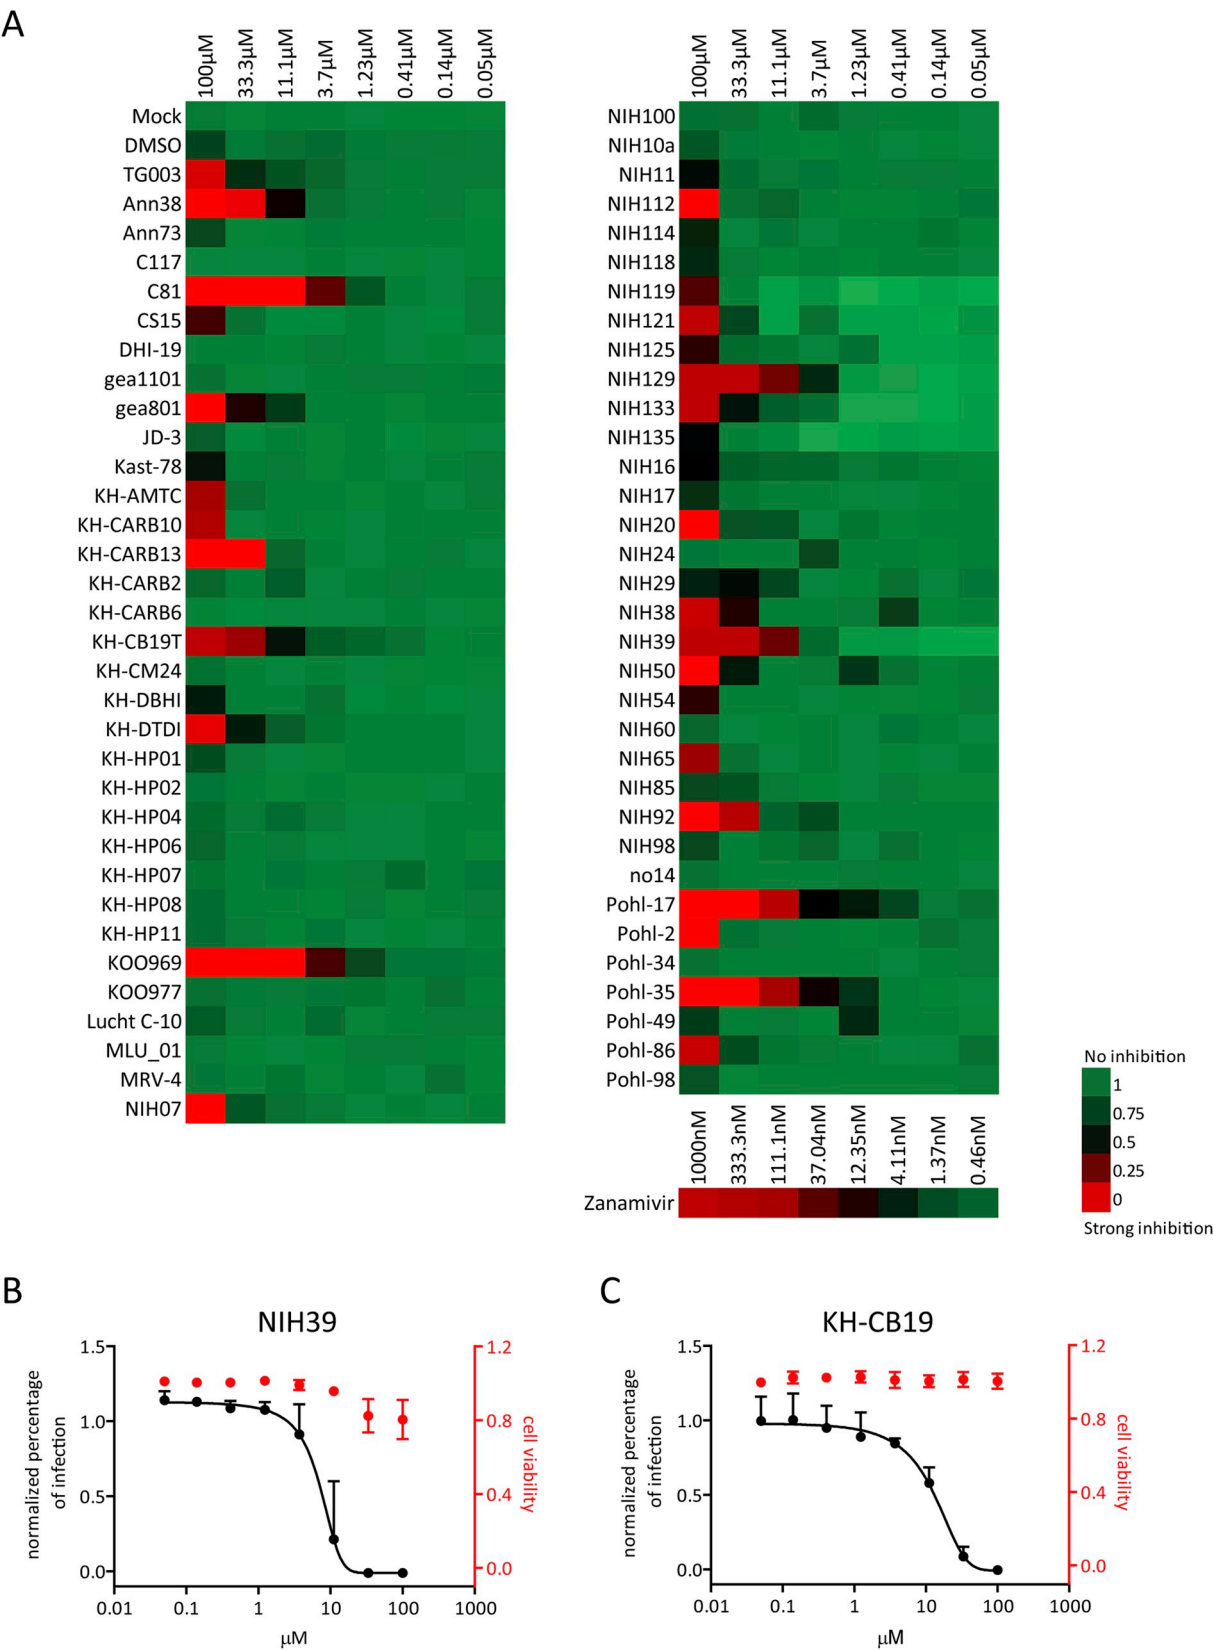 A
100µM 33.3µM 11.1µM 3.7µM 1.23µM 0.41µM 0.14µM 0.05µM
Mock
DMSO
TG003
Ann38
Ann73
C117
C81
CS15
DHI-19
gea1101
gea801
JD-3
Kast-78
KH-AMTC
KH-CARB10
KH-CARB13
KH-CARB2
KH-CARB6
KH-CB19T
KH-CM24
KH-DBHI
KH-DTDI
KH-HP01
KH-HP02
KH-HP04
KH-HP06
KH-HP07
KH-HP08
KH-HP11
KOO969
KOO977
Lucht C-10
MLU_01
MRV-4
NIH07
100µM 33.3µM 11.1µM 3.7µM 1.23µM 0.41µM 0.14µM 0.05µM
NIH100
NIH10a
NIH11
NIH112
NIH114
NIH118
NIH119
NIH121
NIH125
NIH129
NIH133
NIH135
NIH16
NIH17
NIH20
NIH24
NIH29
NIH38
NIH39
NIH50
NIH54
NIH60
NIH65
NIH85
NIH92
NIH98
no14
Pohl-17
Pohl-2
Pohl-34
Pohl-35
Pohl-49
Pohl-86
Pohl-98
1000nM 333.3nM 111.1nM 37.04nM 12.35nM 4.11nM 1.37nM 0.46nM
Zanamivir
No inhibition
1
0.75
0.5
0.25
0
Strong inhibition
B
NIH39
normalized percentage
of infection
1.5
1.0
0.5
0.0
1.2
0.8
0.4
0.0
cell viability
0.01 0.1 1 10 100 1000
µM
C
KH-CB19
normalized percentage
of infection
1.5
1.0
0.5
0.0
1.2
0.8
0.4
0.0
cell viability
0.01 0.1 1 10 100 1000
µM